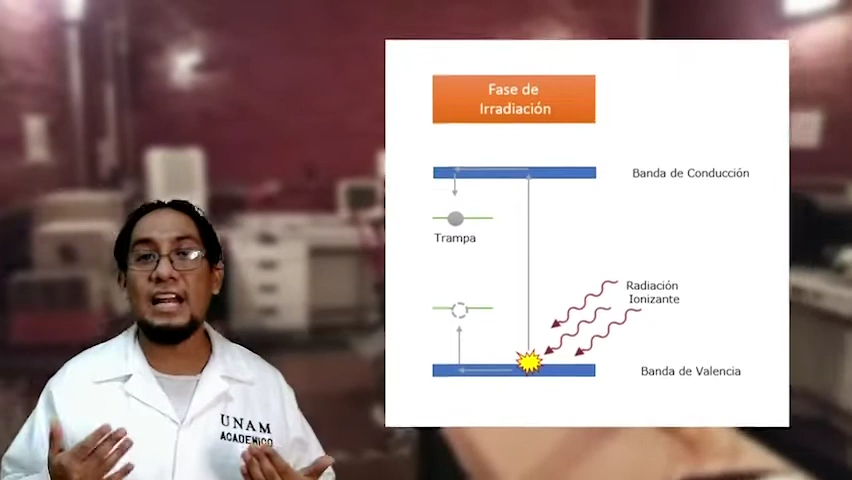 Fase de
Irradiación
Banda de Conducción
Trampa
Radiación
Ionizante
Banda de Valencia
UNAM
ACADEMICO